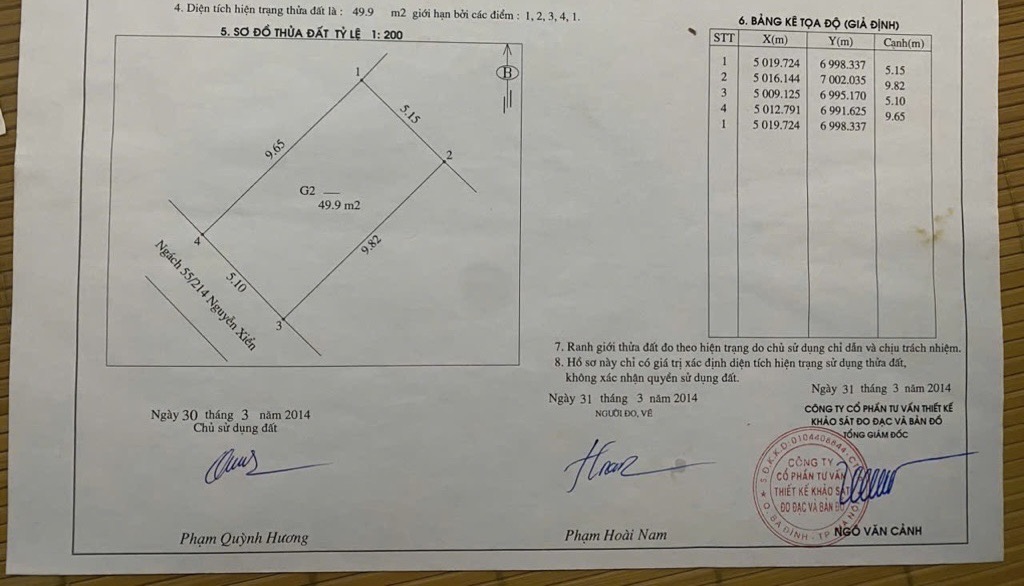 4. Diện tích hiện trạng thửa đất là : 49.9 m2 giới hạn bởi các điểm : 1, 2, 3, 4, 1.
5. SƠ ĐỒ THỬA ĐẤT TỶ LỆ 1: 200
B
1
5.15
2
9.65
G2
49.9 m2
9.82
4
5.10
3
Ngách 55/214 Nguyễn Xiển
6. BẢNG KÊ TỌA ĐỘ (GIẢ ĐỊNH)
STT X(m) Y(m) Cạnh(m)
1 5 019.724 6 998.337
5.15
2 5 016.144 7 002.035
9.82
3 5 009.125 6 995.170
5.10
4 5 012.791 6 991.625
9.65
1 5 019.724 6 998.337
7. Ranh giới thửa đất đo theo hiện trạng do chủ sử dụng chỉ dẫn và chịu trách nhiệm.
8. Hồ sơ này chỉ có giá trị xác định diện tích hiện trạng sử dụng thửa đất,
không xác nhận quyền sử dụng đất.
Ngày 30 tháng 3 năm 2014
Chủ sử dụng đất
Phạm Quỳnh Hương
Ngày 31 tháng 3 năm 2014
NGƯỜI ĐO, VẼ
Phạm Hoài Nam
Ngày 31 tháng 3 năm 2014
CÔNG TY CỔ PHẦN TƯ VẤN THIẾT KẾ
KHẢO SÁT ĐO ĐẠC VÀ BẢN ĐỒ
TỔNG GIÁM ĐỐC
S.Đ.K.K.D:0104406844
CÔNG TY
CỔ PHẦN TƯ VẤN
THIẾT KẾ KHẢO SÁT
ĐO ĐẠC VÀ BẢN ĐỒ
Q. BA ĐÌNH - TP HÀ NỘI
NGÔ VĂN CẢNH